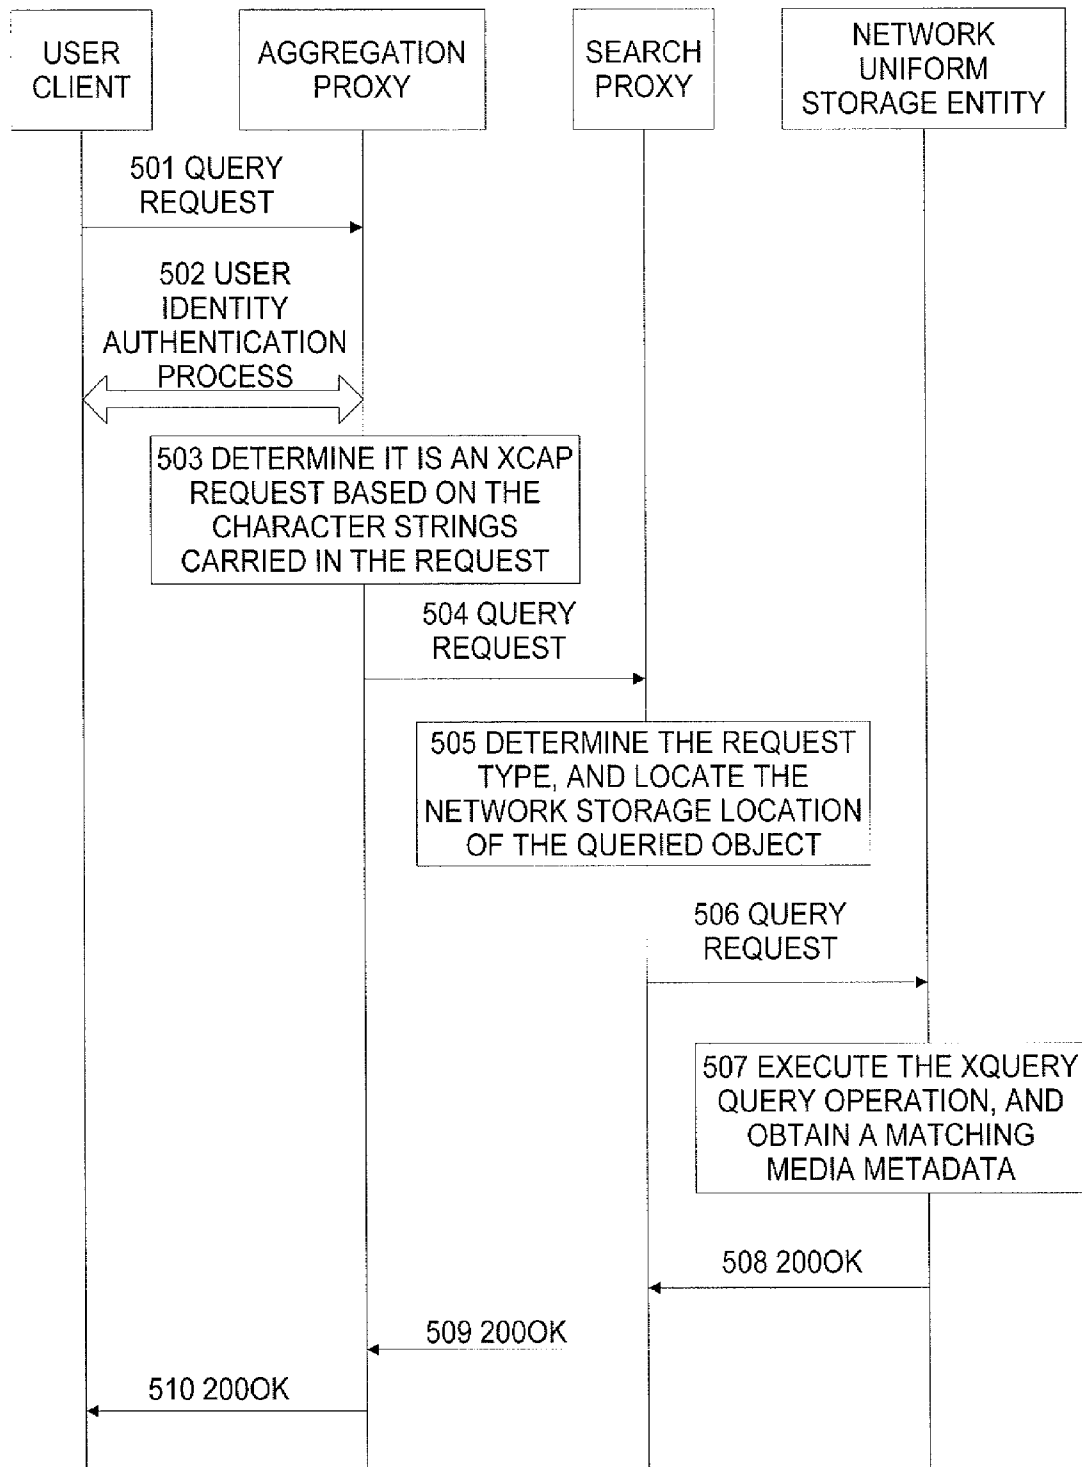 USER
CLIENT
AGGREGATION
PROXY
SEARCH
PROXY
NETWORK
UNIFORM
STORAGE ENTITY
501 QUERY
REQUEST
502 USER
IDENTITY
AUTHENTICATION
PROCESS
503 DETERMINE IT IS AN XCAP
REQUEST BASED ON THE
CHARACTER STRINGS
CARRIED IN THE REQUEST
504 QUERY
REQUEST
505 DETERMINE THE REQUEST
TYPE, AND LOCATE THE
NETWORK STORAGE LOCATION
OF THE QUERIED OBJECT
506 QUERY
REQUEST
507 EXECUTE THE XQUERY
QUERY OPERATION, AND
OBTAIN A MATCHING
MEDIA METADATA
508 200OK
509 200OK
510 200OK